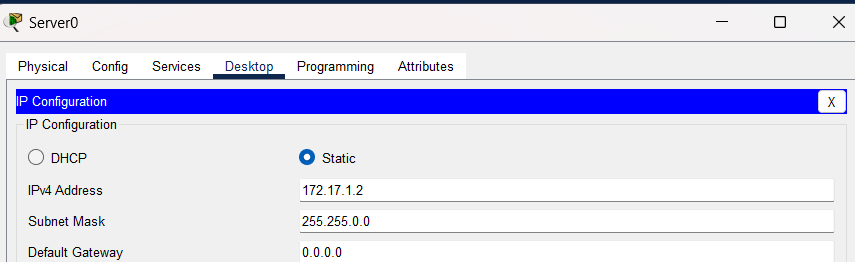 Server0
Physical Config Services Desktop Programming Attributes
IP Configuration X
IP Configuration
DHCP Static
IPv4 Address 172.17.1.2
Subnet Mask 255.255.0.0
Default Gateway 0.0.0.0